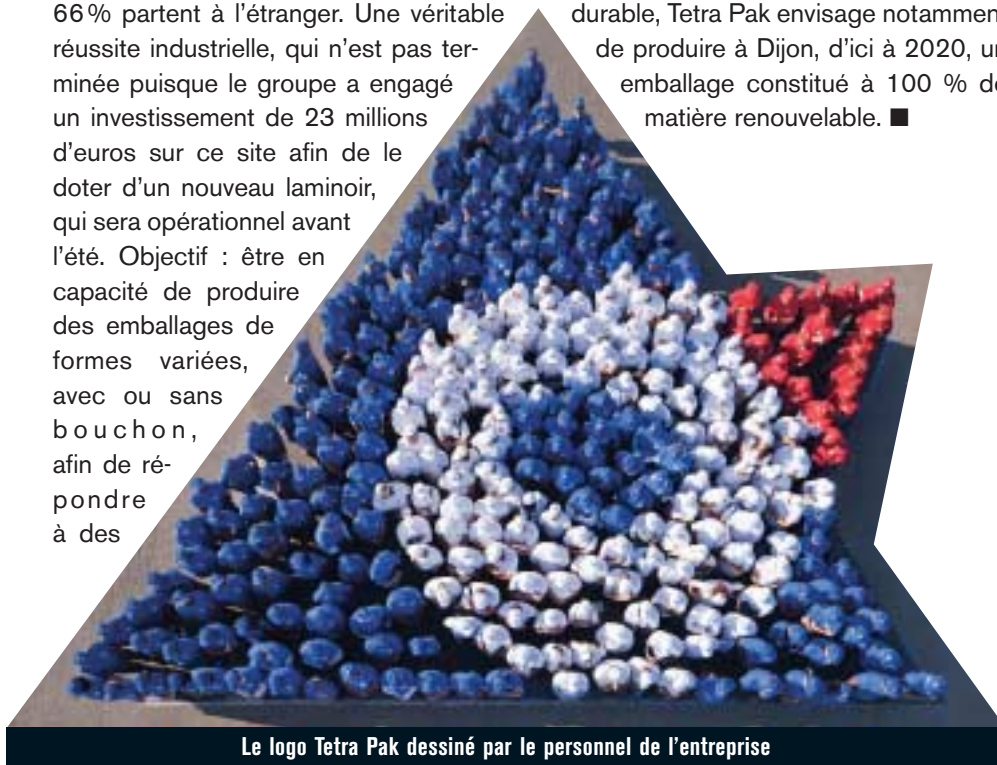 66% partent à l'étranger. Une véritable
réussite industrielle, qui n'est pas ter-
minée puisque le groupe a engagé
un investissement de 23 millions
d'euros sur ce site afin de le
doter d'un nouveau laminoir,
qui sera opérationnel avant
l'été. Objectif : être en
capacité de produire
des emballages de
formes variées,
avec ou sans
bouchon,
afin de ré-
pondre
à des
durable, Tetra Pak envisage notammen
de produire à Dijon, d'ici à 2020, un
emballage constitué à 100 % de
matière renouvelable. ■
Le logo Tetra Pak dessiné par le personnel de l'entreprise